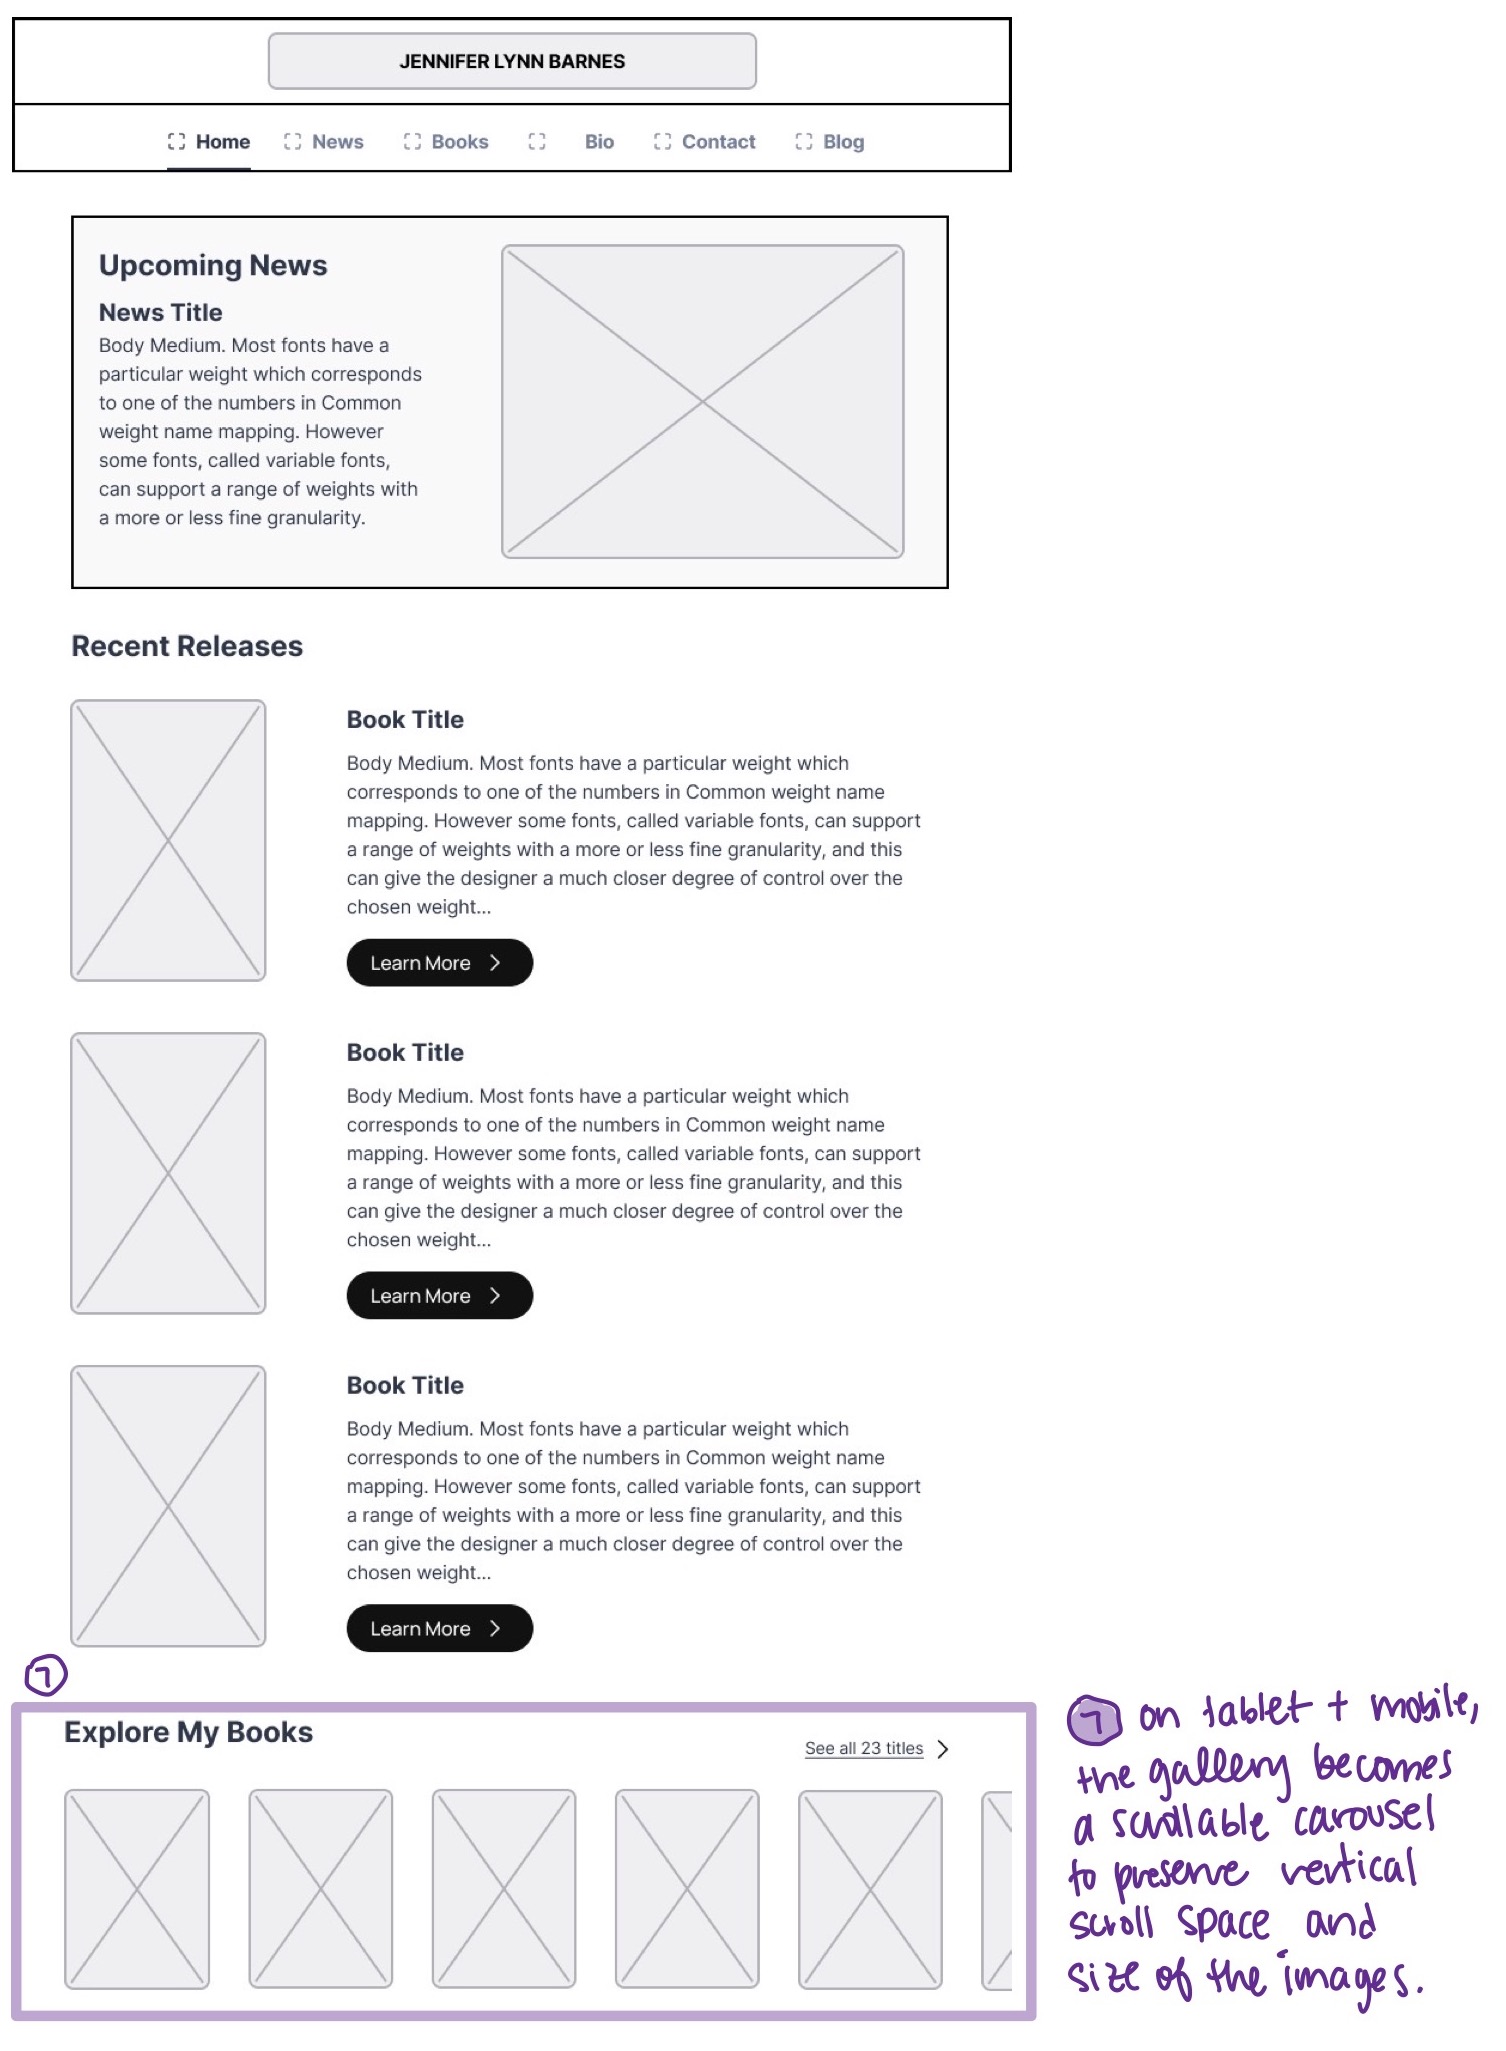 JENNIFER LYNN BARNES
Home News Books Bio Contact Blog
Upcoming News
News Title
Body Medium. Most fonts have a
particular weight which corresponds
to one of the numbers in Common
weight name mapping. However
some fonts, called variable fonts,
can support a range of weights with
a more or less fine granularity.
Recent Releases
Book Title
Body Medium. Most fonts have a particular weight which
corresponds to one of the numbers in Common weight name
mapping. However some fonts, called variable fonts, can support
a range of weights with a more or less fine granularity, and this
can give the designer a much closer degree of control over the
chosen weight...
Learn More
Book Title
Body Medium. Most fonts have a particular weight which
corresponds to one of the numbers in Common weight name
mapping. However some fonts, called variable fonts, can support
a range of weights with a more or less fine granularity, and this
can give the designer a much closer degree of control over the
chosen weight...
Learn More
Book Title
Body Medium. Most fonts have a particular weight which
corresponds to one of the numbers in Common weight name
mapping. However some fonts, called variable fonts, can support
a range of weights with a more or less fine granularity, and this
can give the designer a much closer degree of control over the
chosen weight...
Learn More
7
Explore My Books
See all 23 titles
7 on tablet + mobile,
the gallery becomes
a scrollable carousel
to preserve vertical
scroll space and
size of the images.